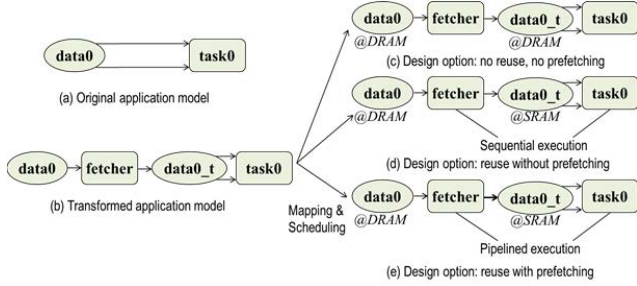 data0
task0
(a) Original application model
data0
fetcher
data0_t
task0
(b) Transformed application model
Mapping &
Scheduling
data0
fetcher
data0_t
task0
@DRAM
@DRAM
(c) Design option: no reuse, no prefetching
data0
fetcher
data0_t
task0
@DRAM
@SRAM
Sequential execution
(d) Design option: reuse without prefetching
data0
fetcher
data0_t
task0
@DRAM
@SRAM
Pipelined execution
(e) Design option: reuse with prefetching